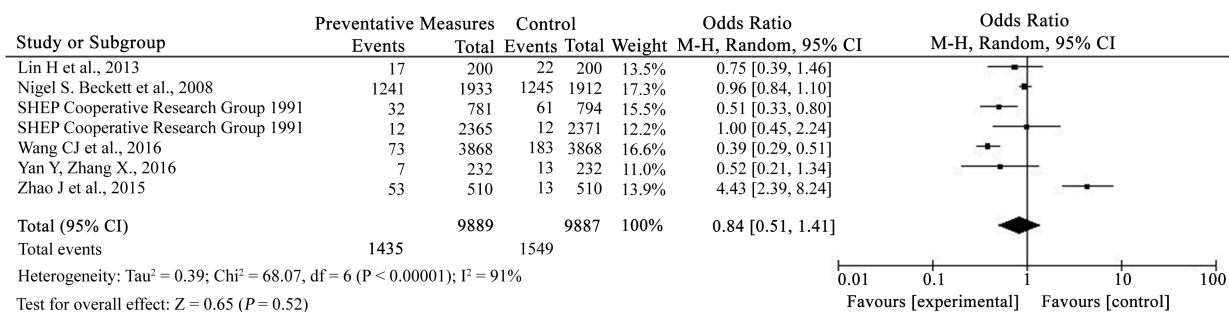 Preventative Measures Control Odds Ratio Odds Ratio
Study or Subgroup Events Total Events Total Weight M-H, Random, 95% CI M-H, Random, 95% CI
Lin H et al., 2013 17 200 22 200 13.5% 0.75 [0.39, 1.46]
Nigel S. Beckett et al., 2008 1241 1933 1245 1912 17.3% 0.96 [0.84, 1.10]
SHEP Cooperative Research Group 1991 32 781 61 794 15.5% 0.51 [0.33, 0.80]
SHEP Cooperative Research Group 1991 12 2365 12 2371 12.2% 1.00 [0.45, 2.24]
Wang CJ et al., 2016 73 3868 183 3868 16.6% 0.39 [0.29, 0.51]
Yan Y, Zhang X., 2016 7 232 13 232 11.0% 0.52 [0.21, 1.34]
Zhao J et al., 2015 53 510 13 510 13.9% 4.43 [2.39, 8.24]
Total (95% CI) 9889 9887 100% 0.84 [0.51, 1.41]
Total events 1435 1549
Heterogeneity: Tau² = 0.39; Chi² = 68.07, df = 6 (P < 0.00001); I² = 91%
Test for overall effect: Z = 0.65 (P = 0.52)
0.01 0.1 1 10 100
Favours [experimental] Favours [control]